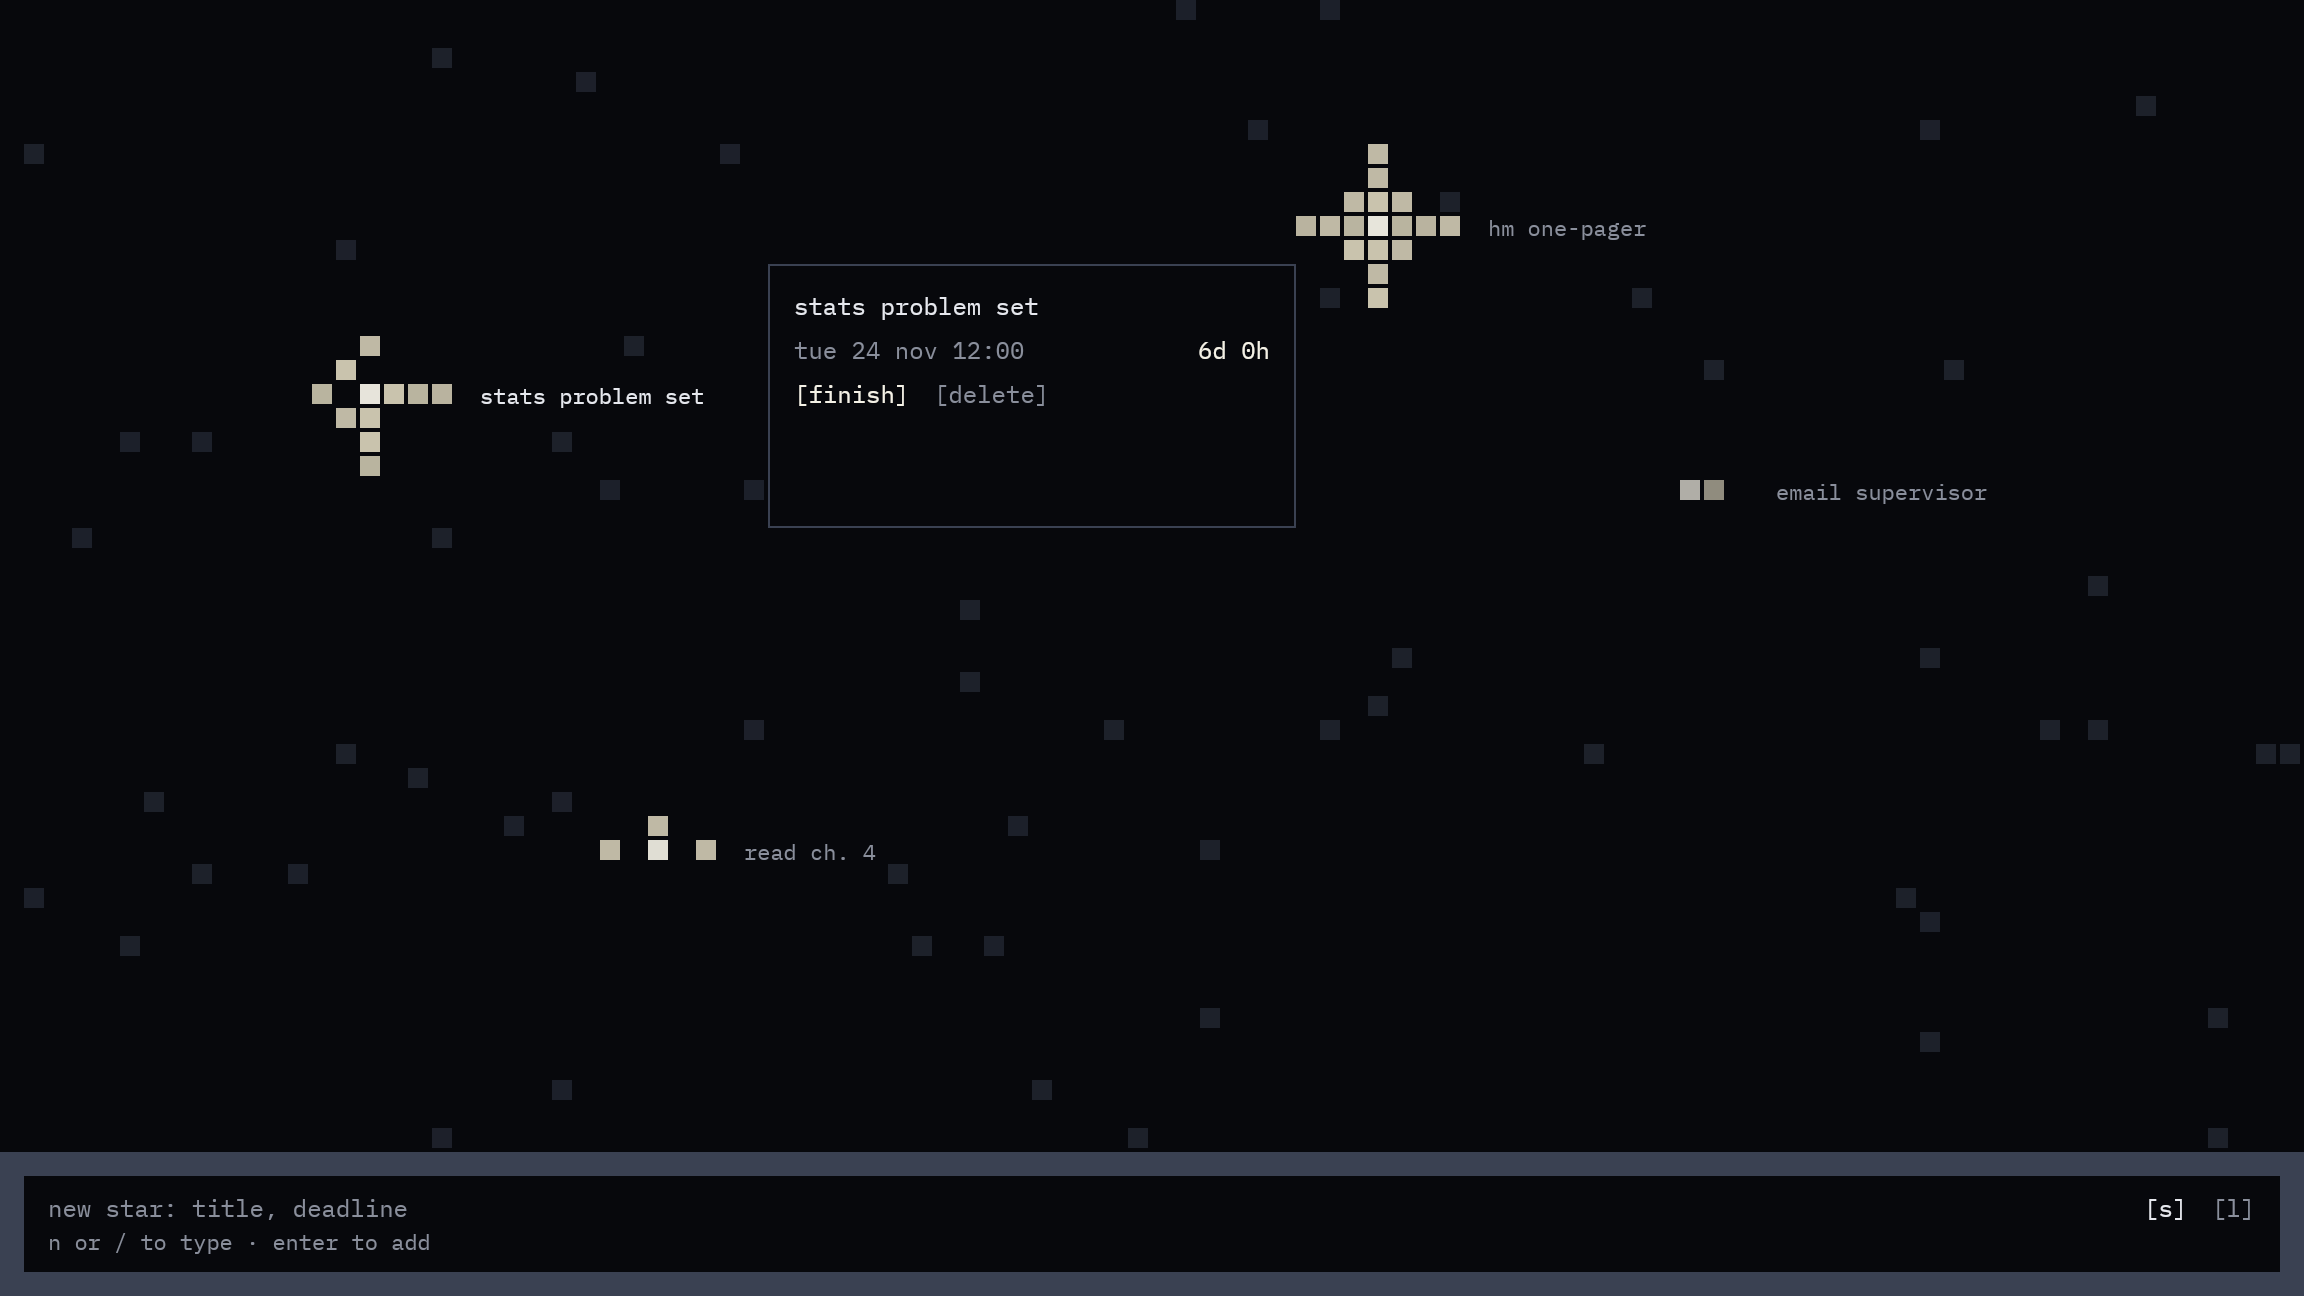 hm one-pager
stats problem set
tue 24 nov 12:00 6d 0h
[finish] [delete]
stats problem set
email supervisor
read ch. 4
new star: title, deadline [s] [l]
n or / to type · enter to add